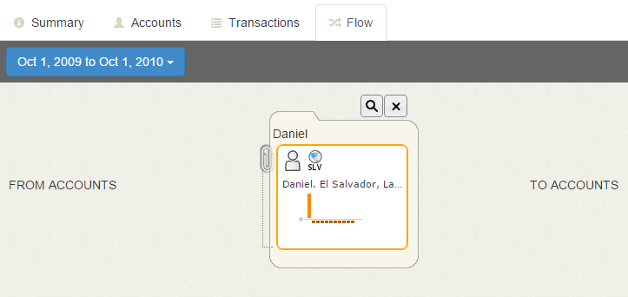 Summary
Accounts
Transactions
Flow
Oct 1, 2009 to Oct 1, 2010
Daniel
SLV
Daniel. El Salvador, La...
FROM ACCOUNTS
TO ACCOUNTS